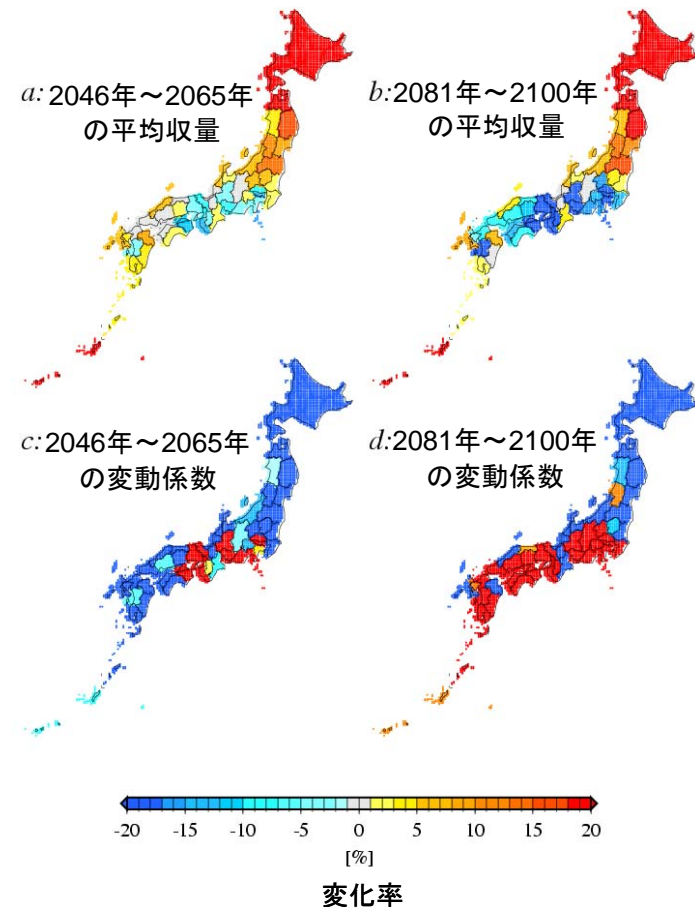 a: 2046年～2065年
の平均収量
b:2081年～2100年
の平均収量
c: 2046年～2065年
の変動係数
d:2081年～2100年
の変動係数
-20 -15 -10 -5 0 5 10 15 20
[%]
変化率